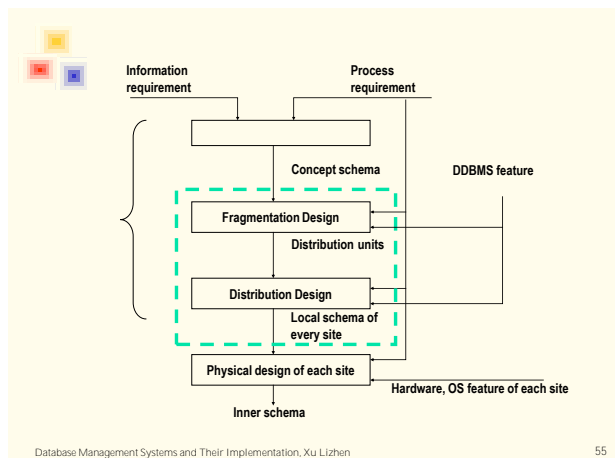 Information
requirement
Process
requirement
Concept schema
DDBMS feature
Fragmentation Design
Distribution units
Distribution Design
Local schema of
every site
Physical design of each site
Hardware, OS feature of each site
Inner schema
Database Management Systems and Their Implementation, Xu Lizhen
55